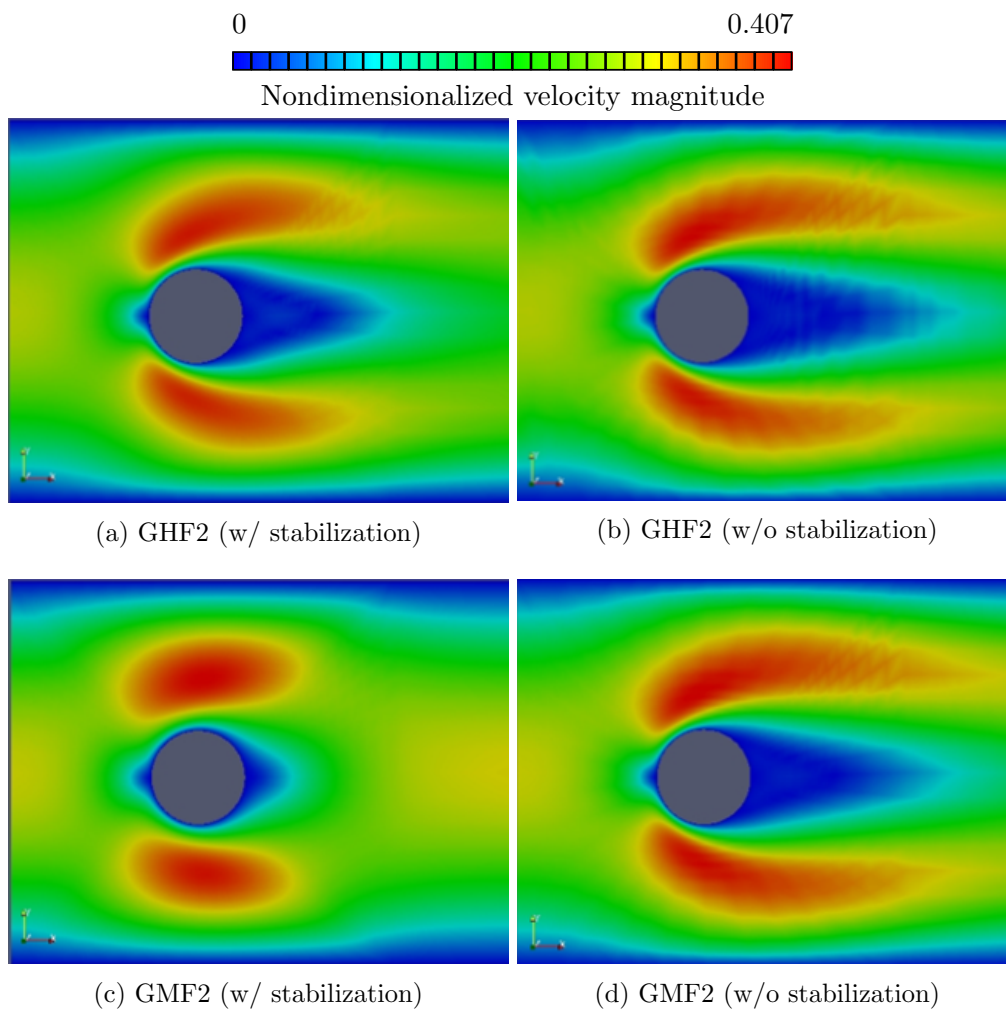 0 0.407
Nondimensionalized velocity magnitude
(a) GHF2 (w/ stabilization)
(b) GHF2 (w/o stabilization)
(c) GMF2 (w/ stabilization)
(d) GMF2 (w/o stabilization)